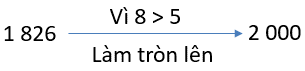 Vì 8 > 5
1 826 2 000
Làm tròn lên